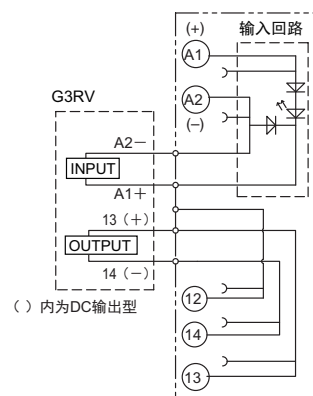 (+)
输入回路
A1
A2
(−)
G3RV
A2−
INPUT
A1+
13（+）
OUTPUT
14（−）
（ ）内为DC输出型
12
14
13